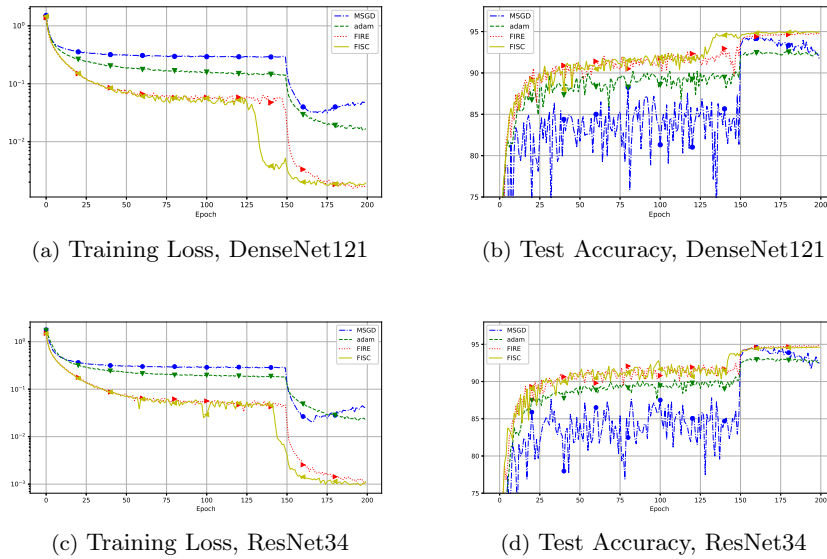 MSGD
adam
FIRE
FISC
10⁰
10⁻¹
10⁻²
0 25 50 75 100 125 150 175 200
Epoch
(a) Training Loss, DenseNet121
95
90
85
80
75
MSGD
adam
FIRE
FISC
0 25 50 75 100 125 150 175 200
Epoch
(b) Test Accuracy, DenseNet121
10⁰
10⁻¹
10⁻²
10⁻³
MSGD
adam
FIRE
FISC
0 25 50 75 100 125 150 175 200
Epoch
(c) Training Loss, ResNet34
95
90
85
80
75
MSGD
adam
FIRE
FISC
0 25 50 75 100 125 150 175 200
Epoch
(d) Test Accuracy, ResNet34